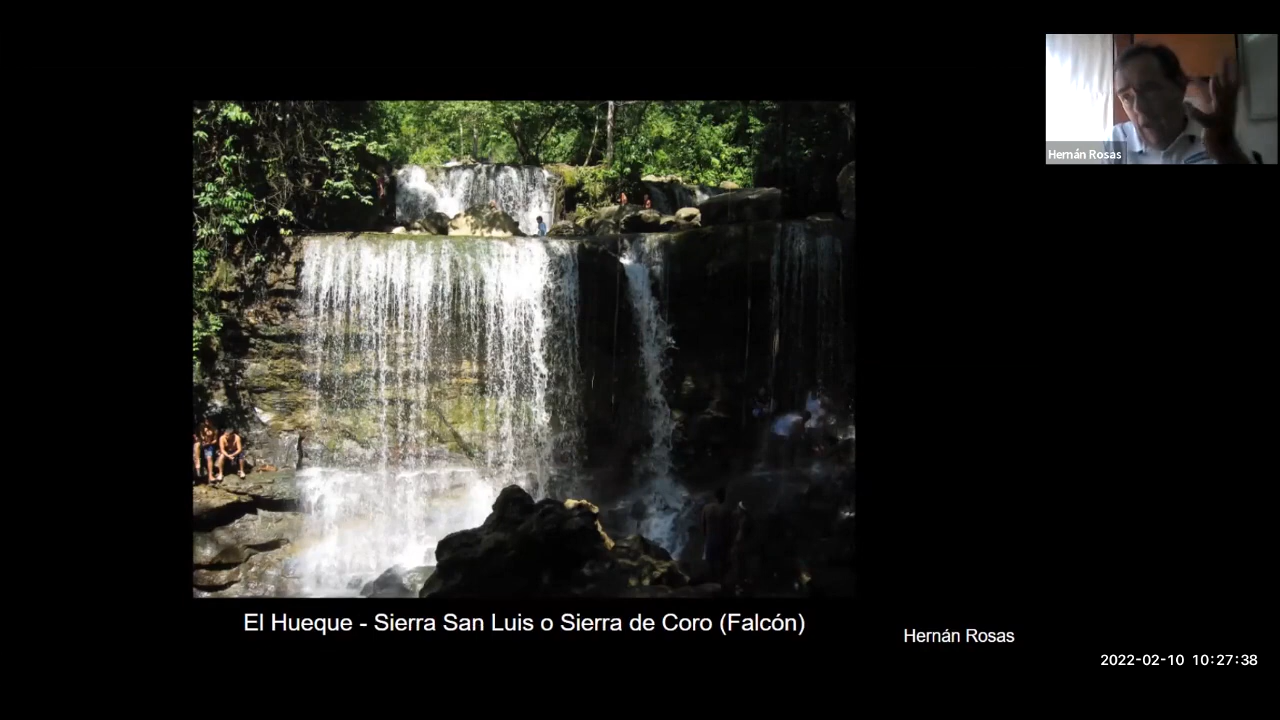 Hernán Rosas
El Hueque - Sierra San Luis o Sierra de Coro (Falcón)
Hernán Rosas
2022-02-10 10:27:38